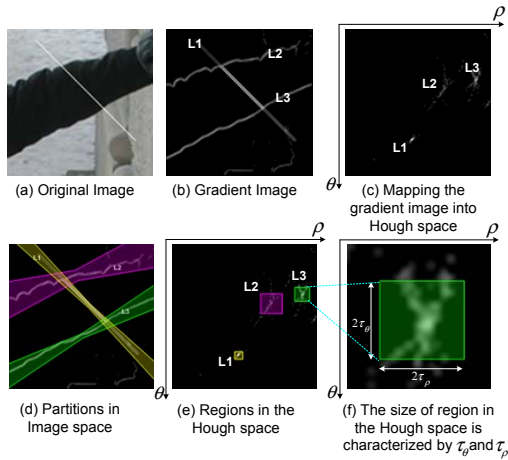 ρ
L1
L2
L3
L3
L2
L1
θ
(a) Original Image
(b) Gradient Image
(c) Mapping the
gradient image into
Hough space
ρ
ρ
L1
L2
L3
L3
L2
L1
2τθ
2τρ
θ
θ
(d) Partitions in
Image space
(e) Regions in the
Hough space
(f) The size of region in
the Hough space is
characterized by τθ and τρ